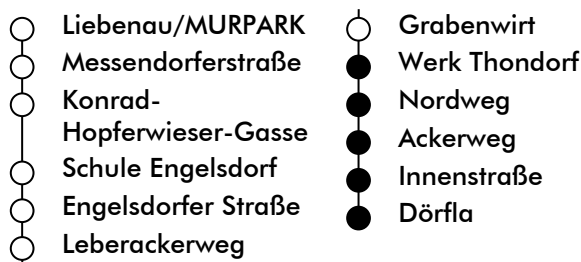 Liebenau/MURPARK
Messendorferstraße
Konrad-
Hopferwieser-Gasse
Schule Engelsdorf
Engelsdorfer Straße
Leberackerweg
Grabenwirt
Werk Thondorf
Nordweg
Ackerweg
Innenstraße
Dörfla